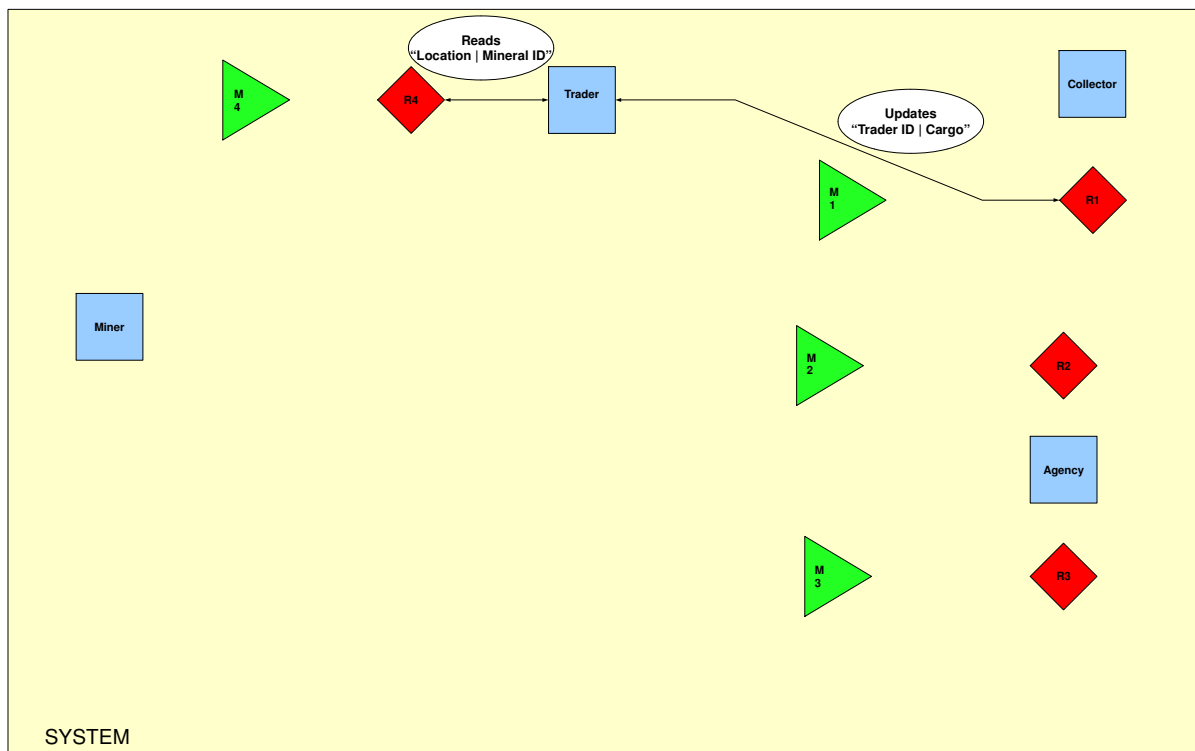 Reads
“Location | Mineral ID”
M
4
R4
Trader
Collector
Updates
“Trader ID | Cargo”
M
1
R1
Miner
M
2
R2
Agency
M
3
R3
SYSTEM